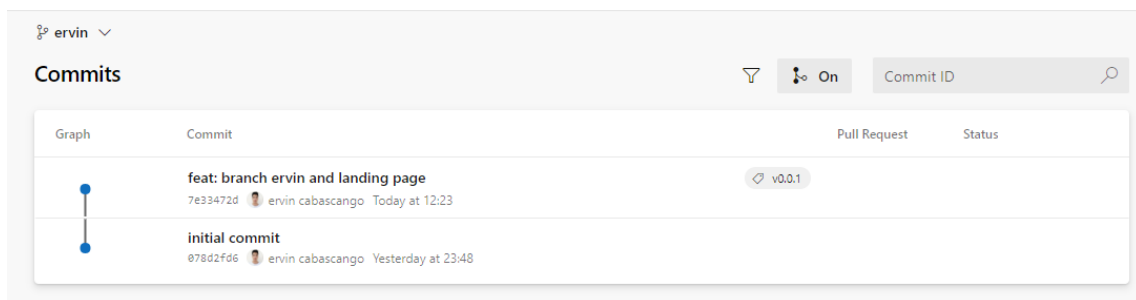 ervin
Commits
On
Commit ID
Graph Commit Pull Request Status
feat: branch ervin and landing page v0.0.1
7e33472d ervin cabascango Today at 12:23
initial commit
078d2fd6 ervin cabascango Yesterday at 23:48